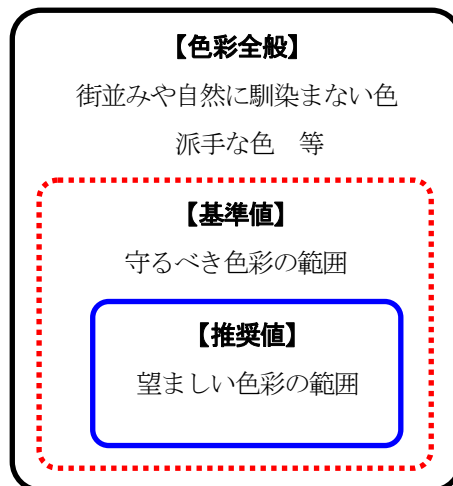 【色彩全般】
街並みや自然に馴染まない色
派手な色　等
【基準値】
守るべき色彩の範囲
【推奨値】
望ましい色彩の範囲